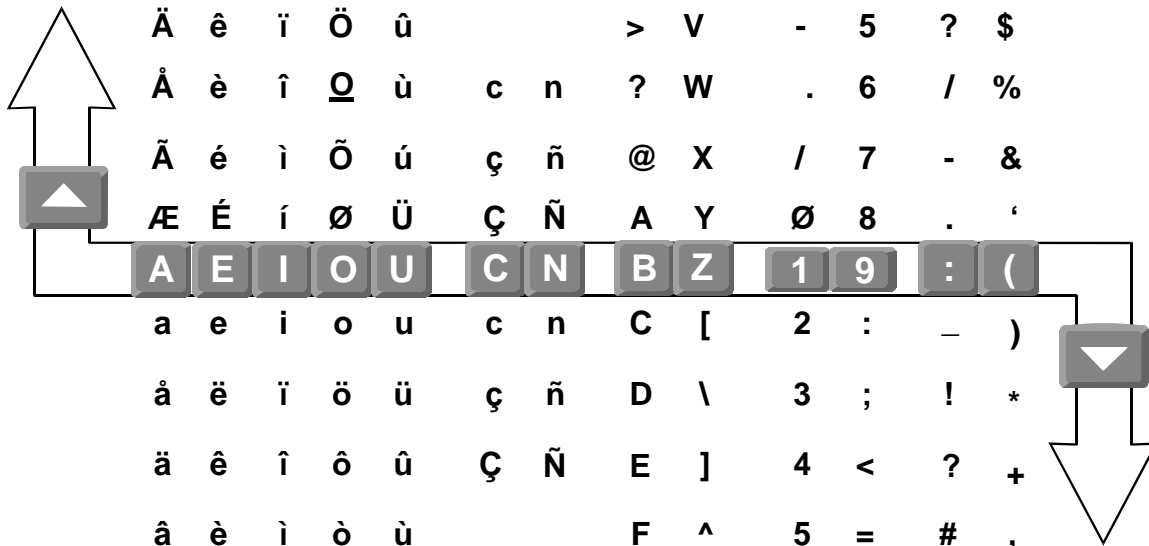 Ä ê ï Ö û > V - 5 ? $
Å è î O ù c n ? W . 6 / %
Ã é ì Õ ú ç ñ @ X / 7 - &
Æ É í Ø Ü Ç Ñ A Y Ø 8 . ‘
A E I O U C N B Z 1 9 : (
a e i o u c n C [ 2 : _ )
å ë ï ö ü ç ñ D \ 3 ; ! *
ä ê î ô û Ç Ñ E ] 4 < ? +
â è ì ò ù F ^ 5 = # ,